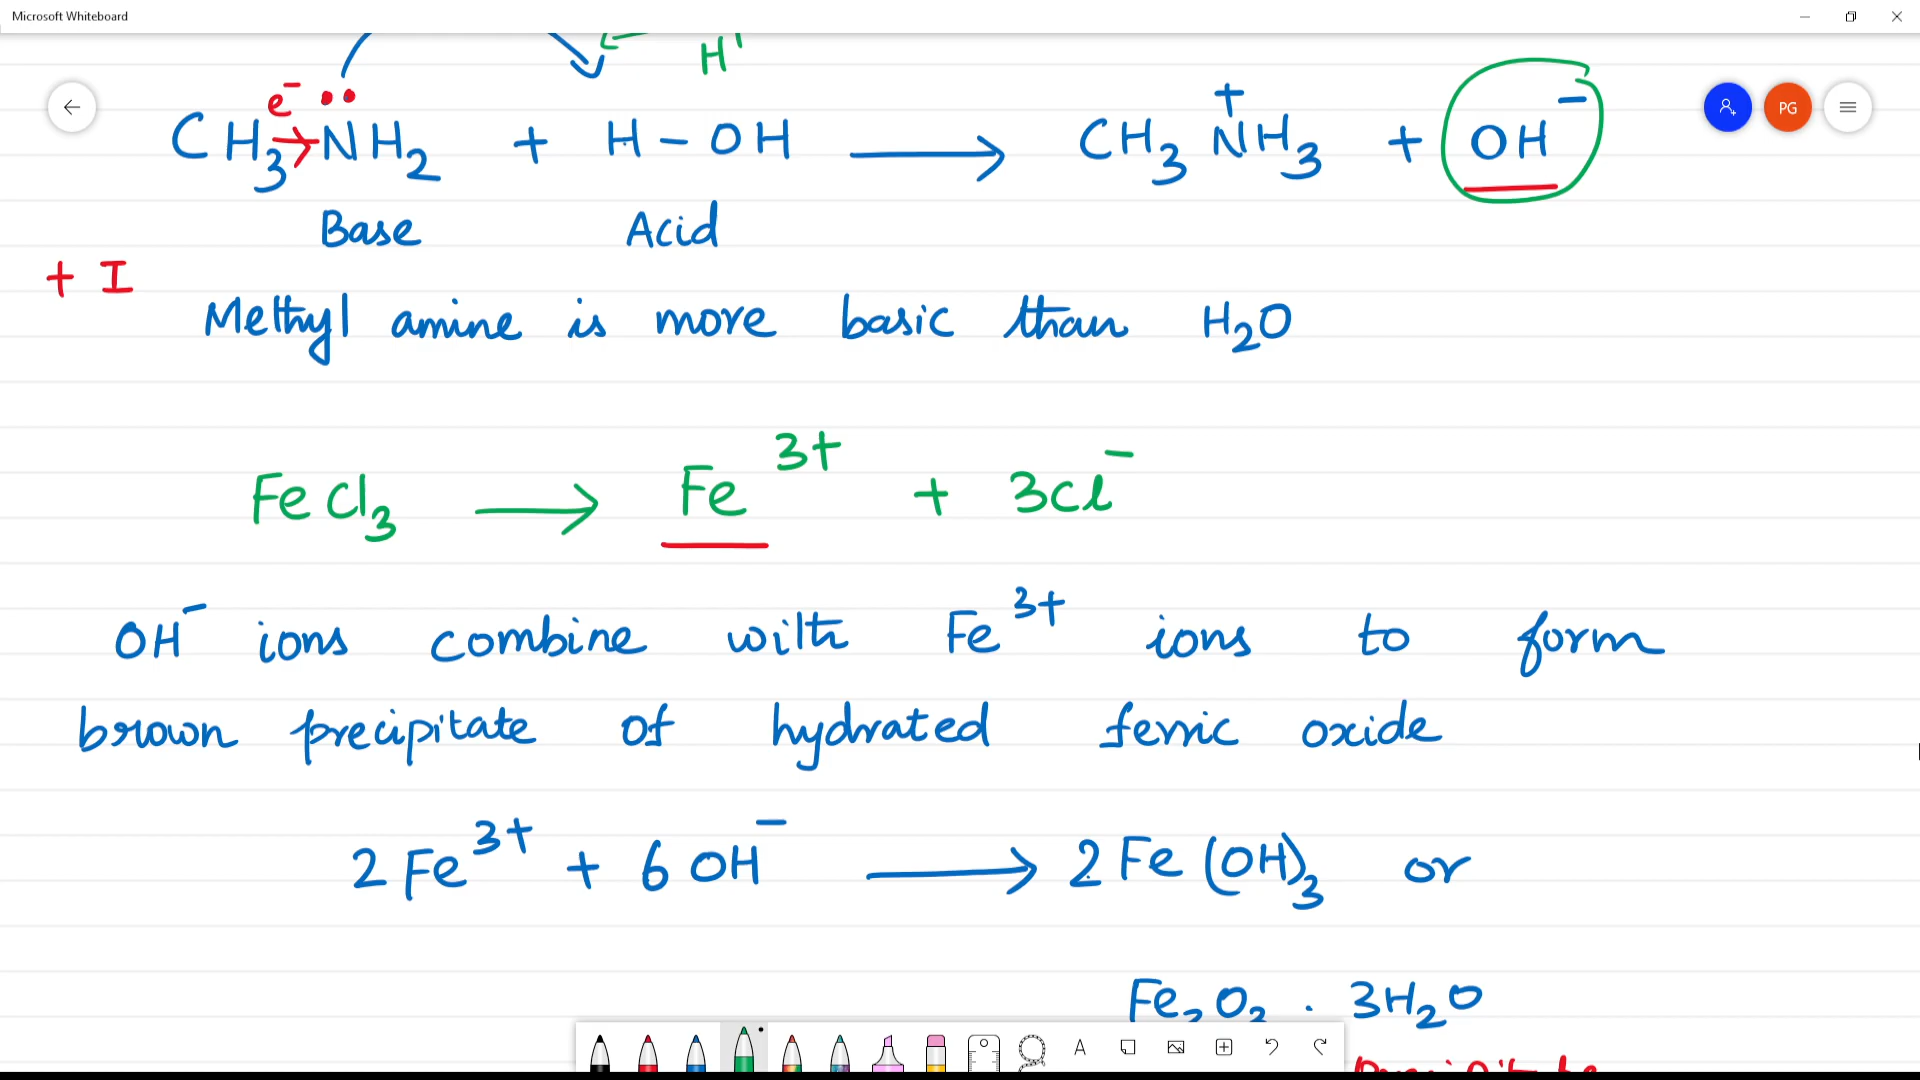 Microsoft Whiteboard
H+
e⁻
CH₃→NH₂ + H – OH ⟶ CH₃N⁺H₃ + OH⁻
PG
Base Acid
+ I
Methyl amine is more basic than H₂O
FeCl₃ ⟶ Fe³⁺ + 3Cl⁻
OH⁻ ions combine with Fe³⁺ ions to form
brown precipitate of hydrated ferric oxide
2Fe³⁺ + 6OH⁻ ⟶ 2Fe(OH)₃ or
Fe₂O₃ . 3H₂O
A